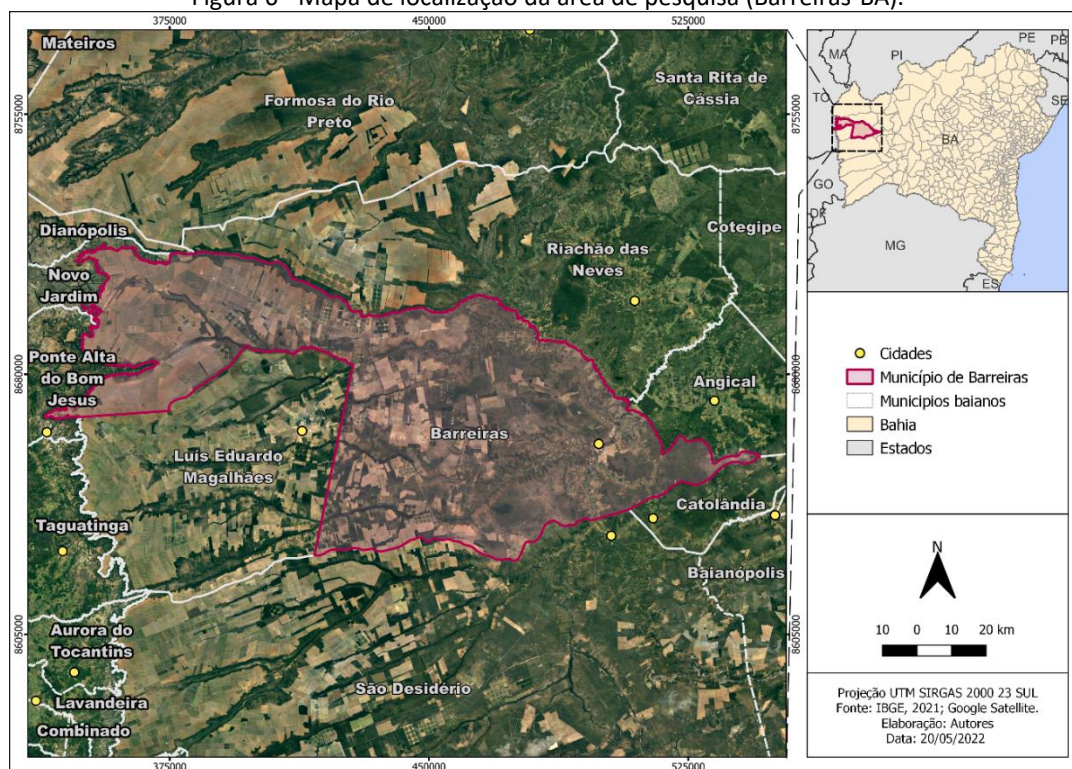 Figura 6 - Mapa de localização da área de pesquisa (Barreiras-BA).
375000
450000
525000
Mateiros
Formosa do Rio
Preto
Santa Rita de
Cássia
8755000
8755000
Dianópolis
Cotegipe
Riachão das
Neves
Novo
Jardim
Ponte Alta
do Bom
Jesus
8680000
8680000
Angical
Barreiras
Luís Eduardo
Magalhães
Catolândia
Taguatinga
Baianópolis
8605000
8605000
Aurora do
Tocantins
São Desidério
Lavandeira
Combinado
375000
450000
525000
MA
PI
PE
PB
AL
SE
TO
BA
GO
DF
MG
ES
Cidades
Município de Barreiras
Municipios baianos
Bahia
Estados
N
10 0 10 20 km
Projeção UTM SIRGAS 2000 23 SUL
Fonte: IBGE, 2021; Google Satellite.
Elaboração: Autores
Data: 20/05/2022